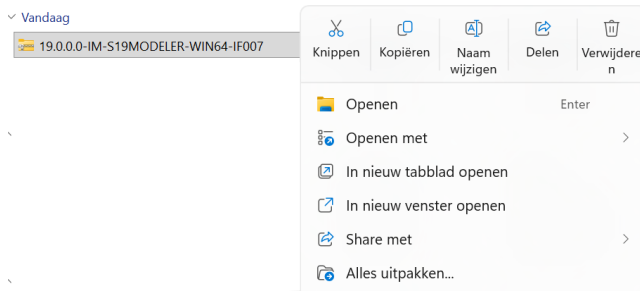 Vandaag
19.0.0.0-IM-S19MODELER-WIN64-IF007
Knippen
Kopiëren
Naam
wijzigen
Delen
Verwijdere
n
Openen Enter
Openen met
In nieuw tabblad openen
In nieuw venster openen
Share met
Alles uitpakken...